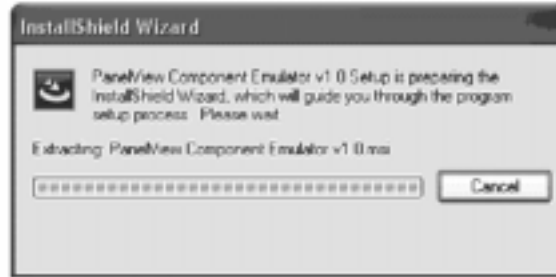 InstallShield Wizard
PanelView Component Emulator v1.0 Setup is preparing the
InstallShield Wizard, which will guide you through the program
setup process. Please wait.
Extracting: PanelView Component Emulator v1.0.msi
Cancel